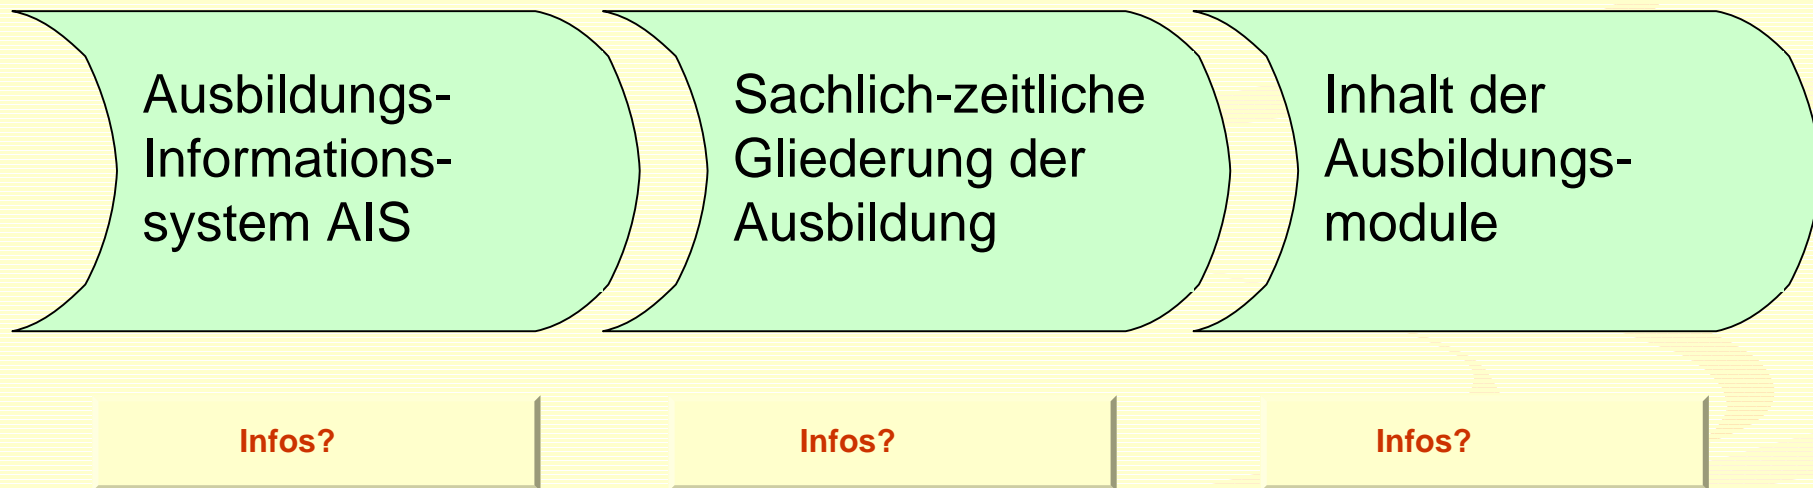 Ausbildungs-
Informations-
system AIS
Sachlich-zeitliche
Gliederung der
Ausbildung
Inhalt der
Ausbildungs-
module
Infos?
Infos?
Infos?